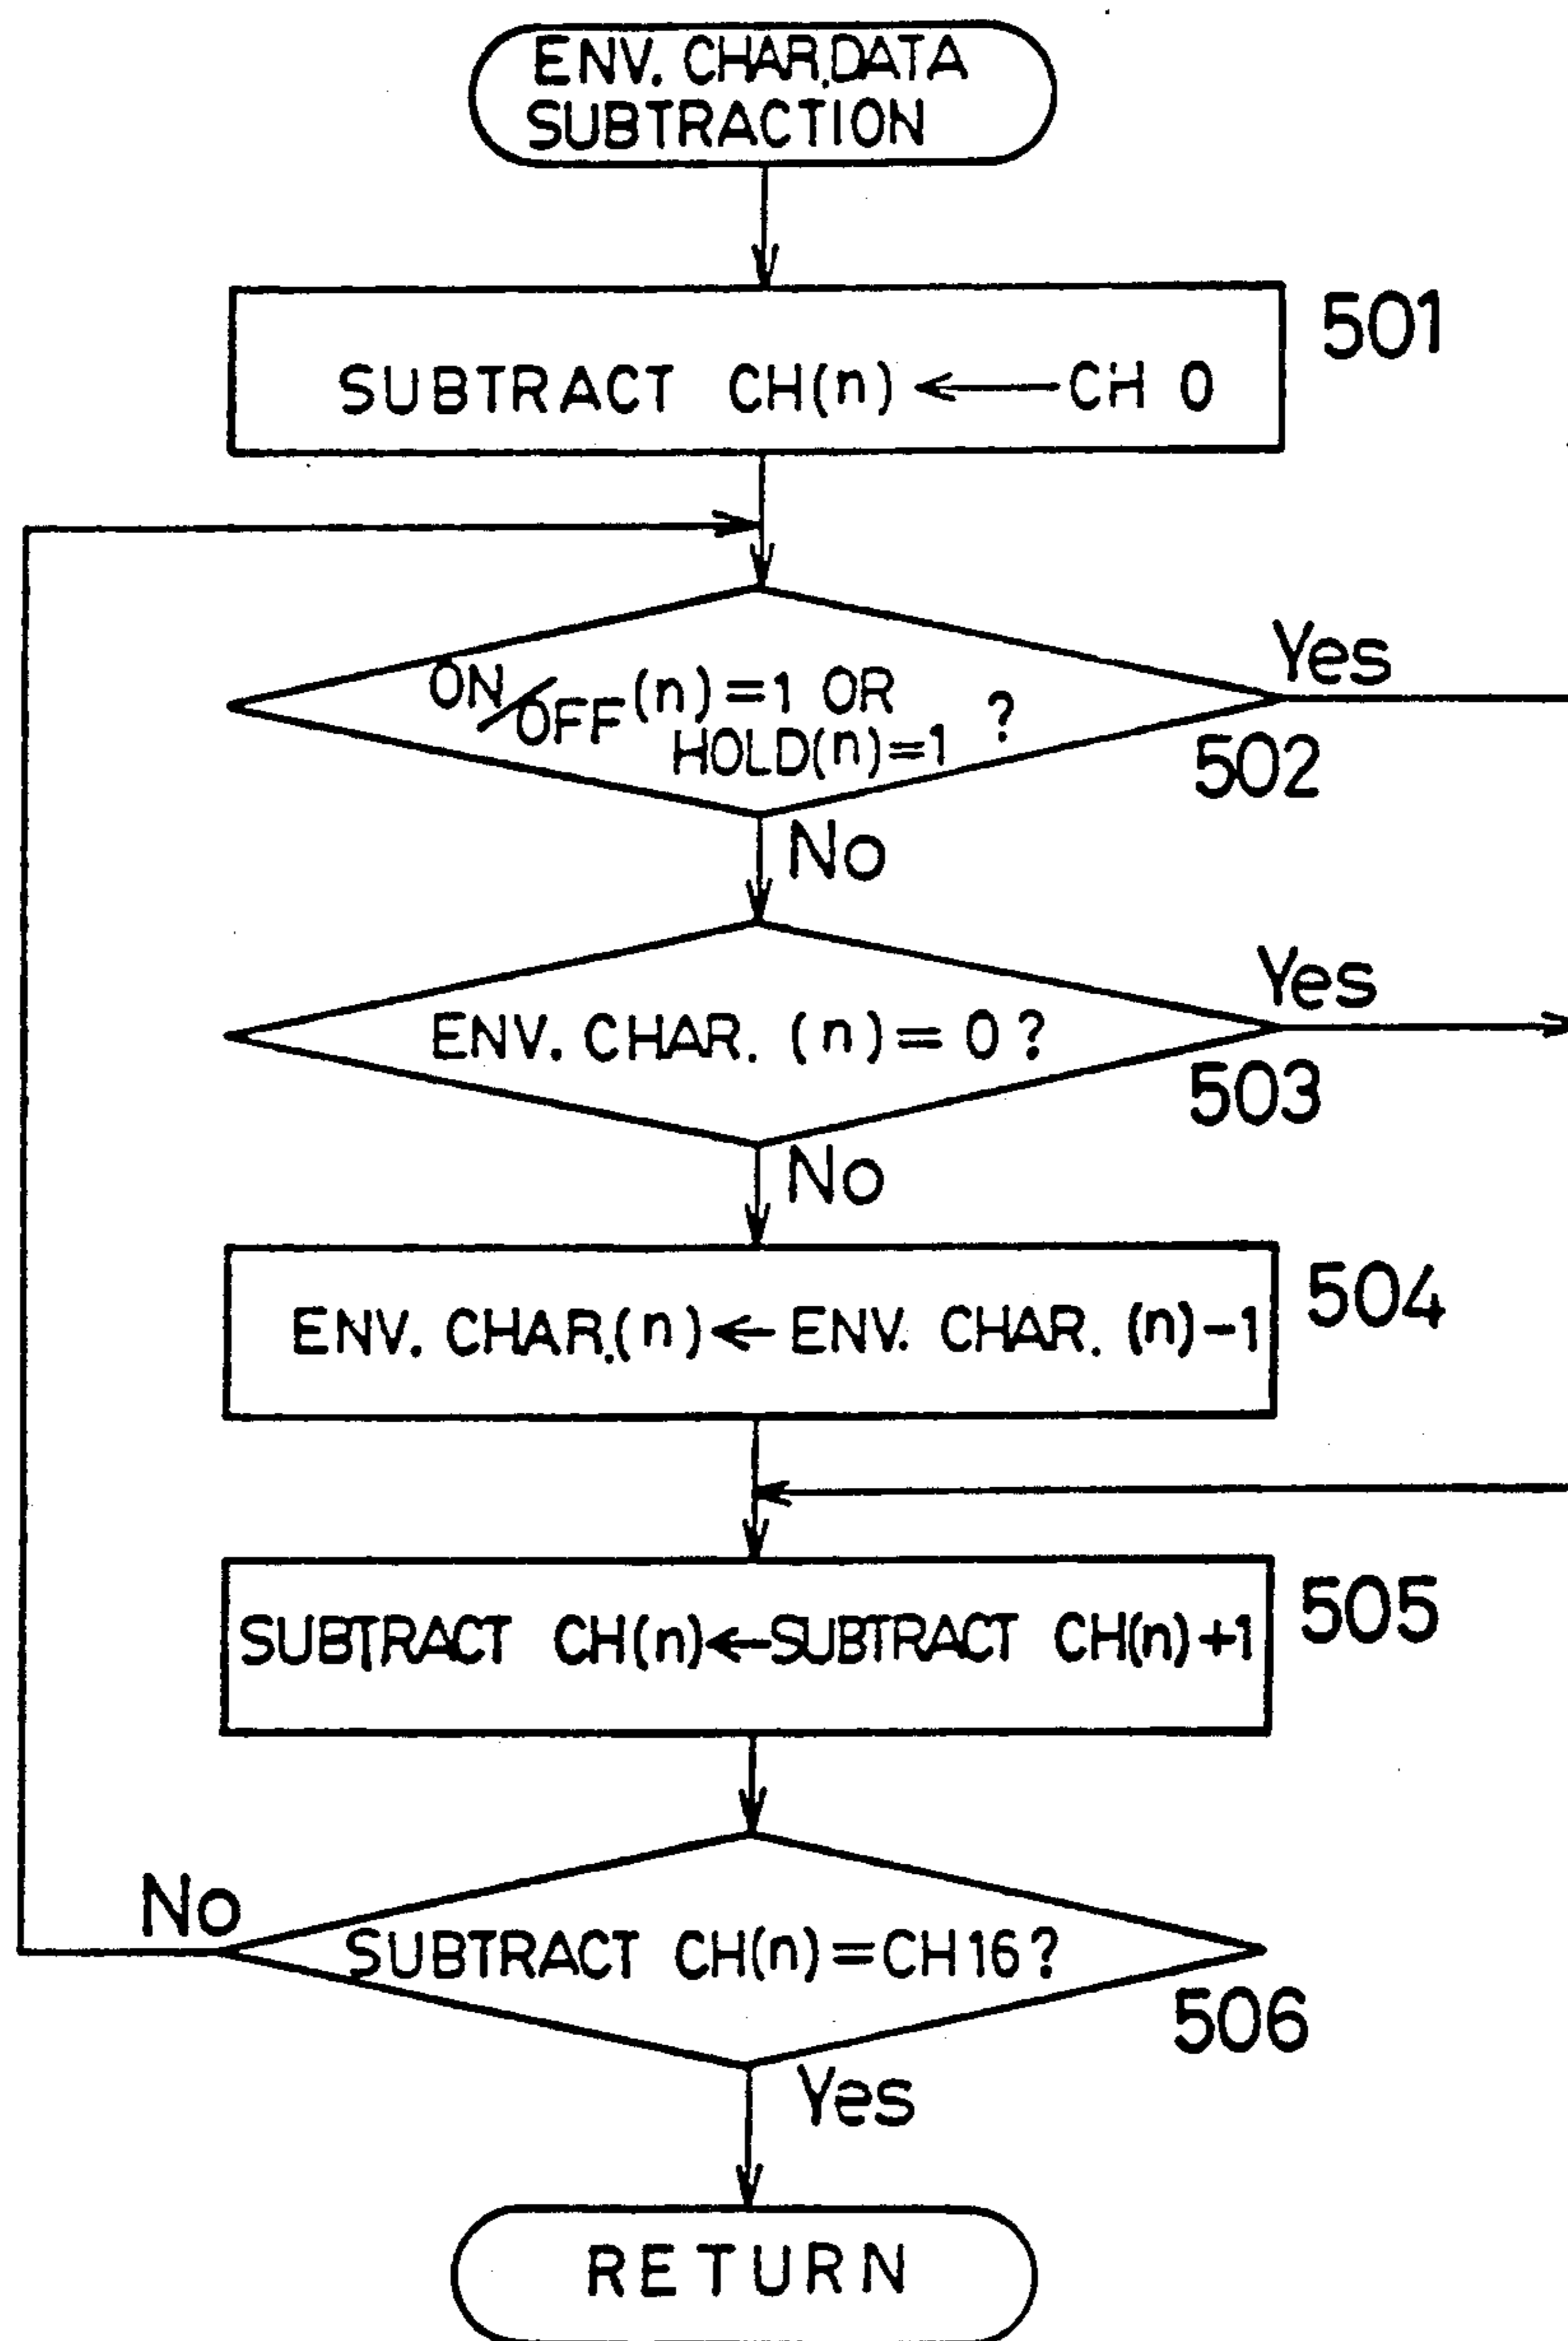 ENV. CHAR. DATA
SUBTRACTION
501
SUBTRACT CH(n) ← CH 0
Yes
ON/OFF (n) = 1 OR
HOLD(n) = 1 ?
502
No
Yes
ENV. CHAR. (n) = 0 ?
503
No
504
ENV. CHAR. (n) ← ENV. CHAR. (n) - 1
505
SUBTRACT CH(n) ← SUBTRACT CH(n) + 1
No
SUBTRACT CH(n) = CH 16 ?
506
Yes
RETURN